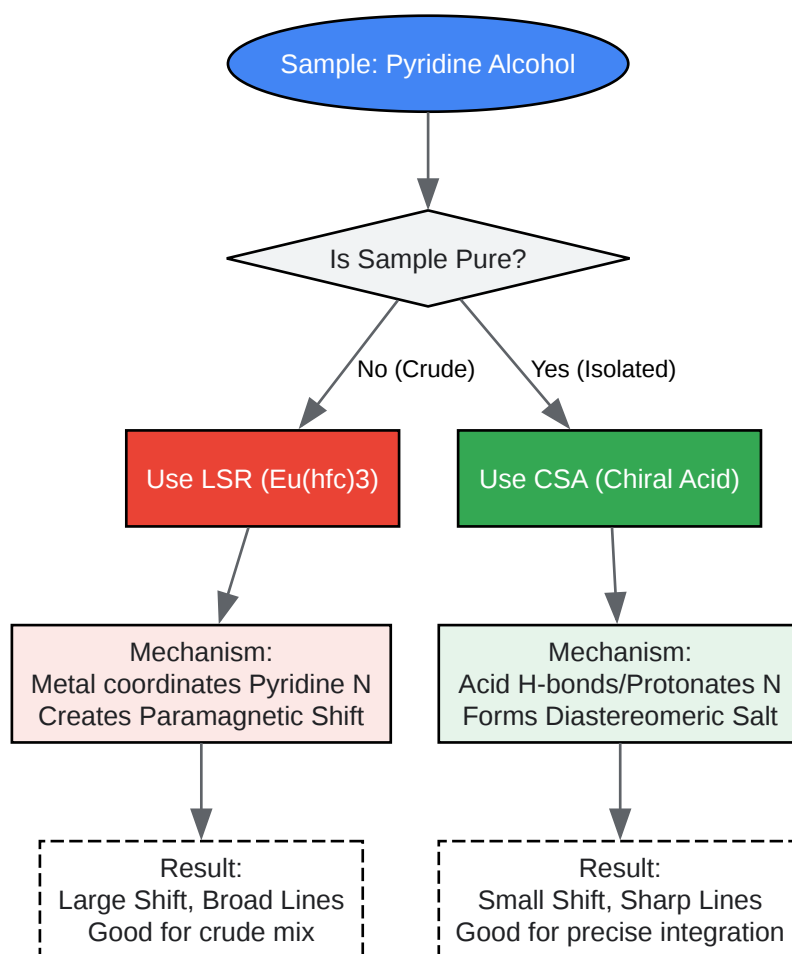 Sample: Pyridine Alcohol
Is Sample Pure?
No (Crude)
Yes (Isolated)
Use LSR (Eu(hfc)3)
Use CSA (Chiral Acid)
Mechanism:
Metal coordinates Pyridine N
Creates Paramagnetic Shift
Mechanism:
Acid H-bonds/Protonates N
Forms Diastereomeric Salt
Result:
Large Shift, Broad Lines
Good for crude mix
Result:
Small Shift, Sharp Lines
Good for precise integration